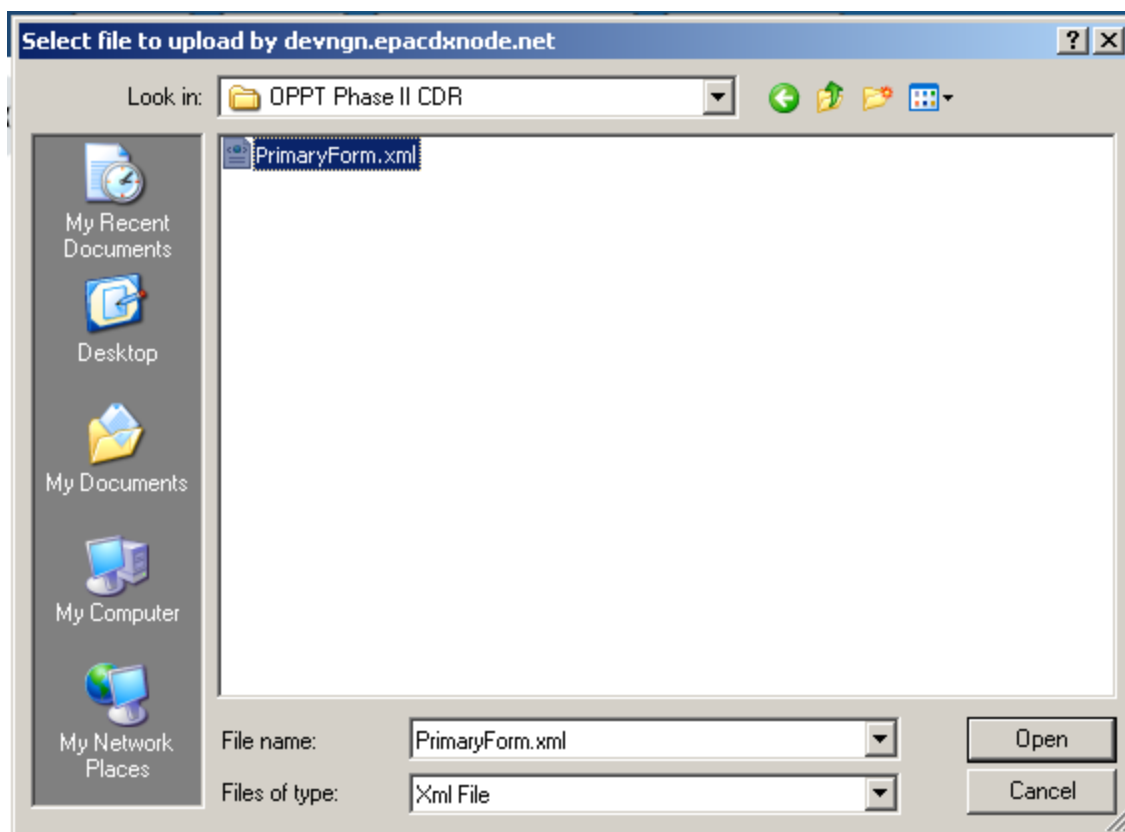 Select file to upload by devngn.epacdxnode.net
Look in:
OPPT Phase II CDR
PrimaryForm.xml
My Recent
Documents
Desktop
My Documents
My Computer
My Network
Places
File name:
PrimaryForm.xml
Open
Files of type:
Xml File
Cancel